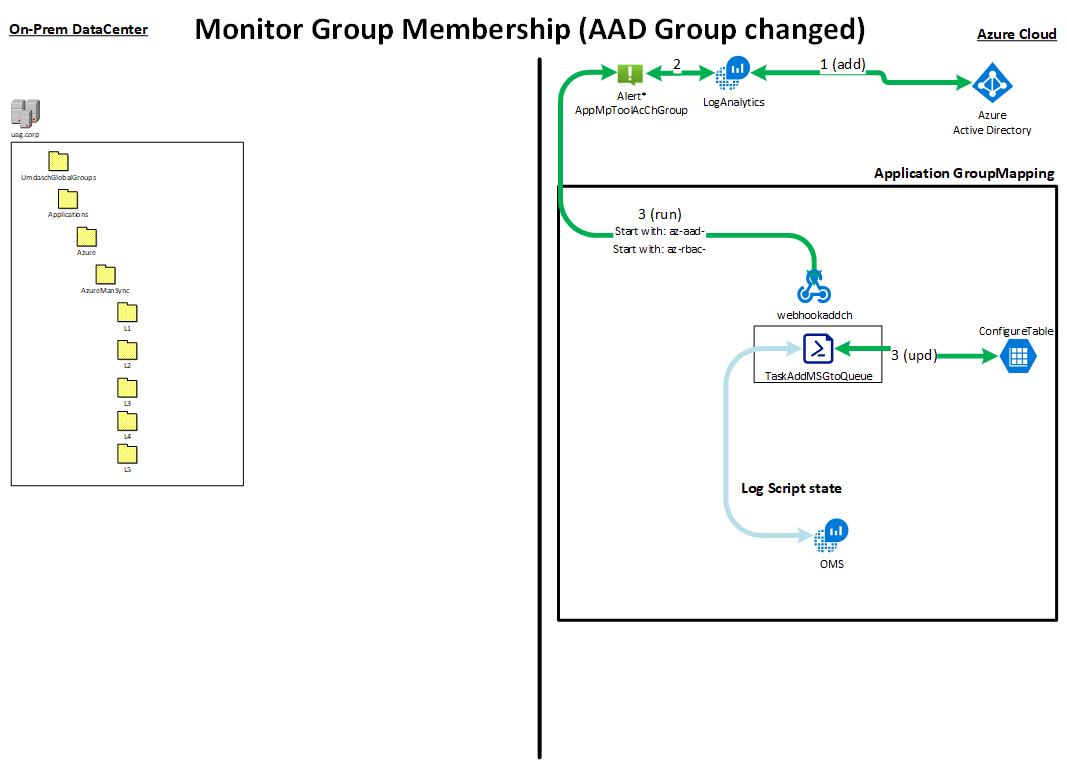 Monitor Group Membership (AAD Group changed)
On-Prem DataCenter
Azure Cloud
uag.corp
UmdaschGlobalGroups
Applications
Azure
AzureManSync
L1
L2
L3
L4
L5
1 (add)
2
Alert*
AppMpToolAcChGroup
LogAnalytics
Azure
Active Directory
Application GroupMapping
3 (run)
Start with: az-aad-
Start with: az-rbac-
webhookaddch
ConfigureTable
3 (upd)
TaskAddMSGtoQueue
Log Script state
OMS